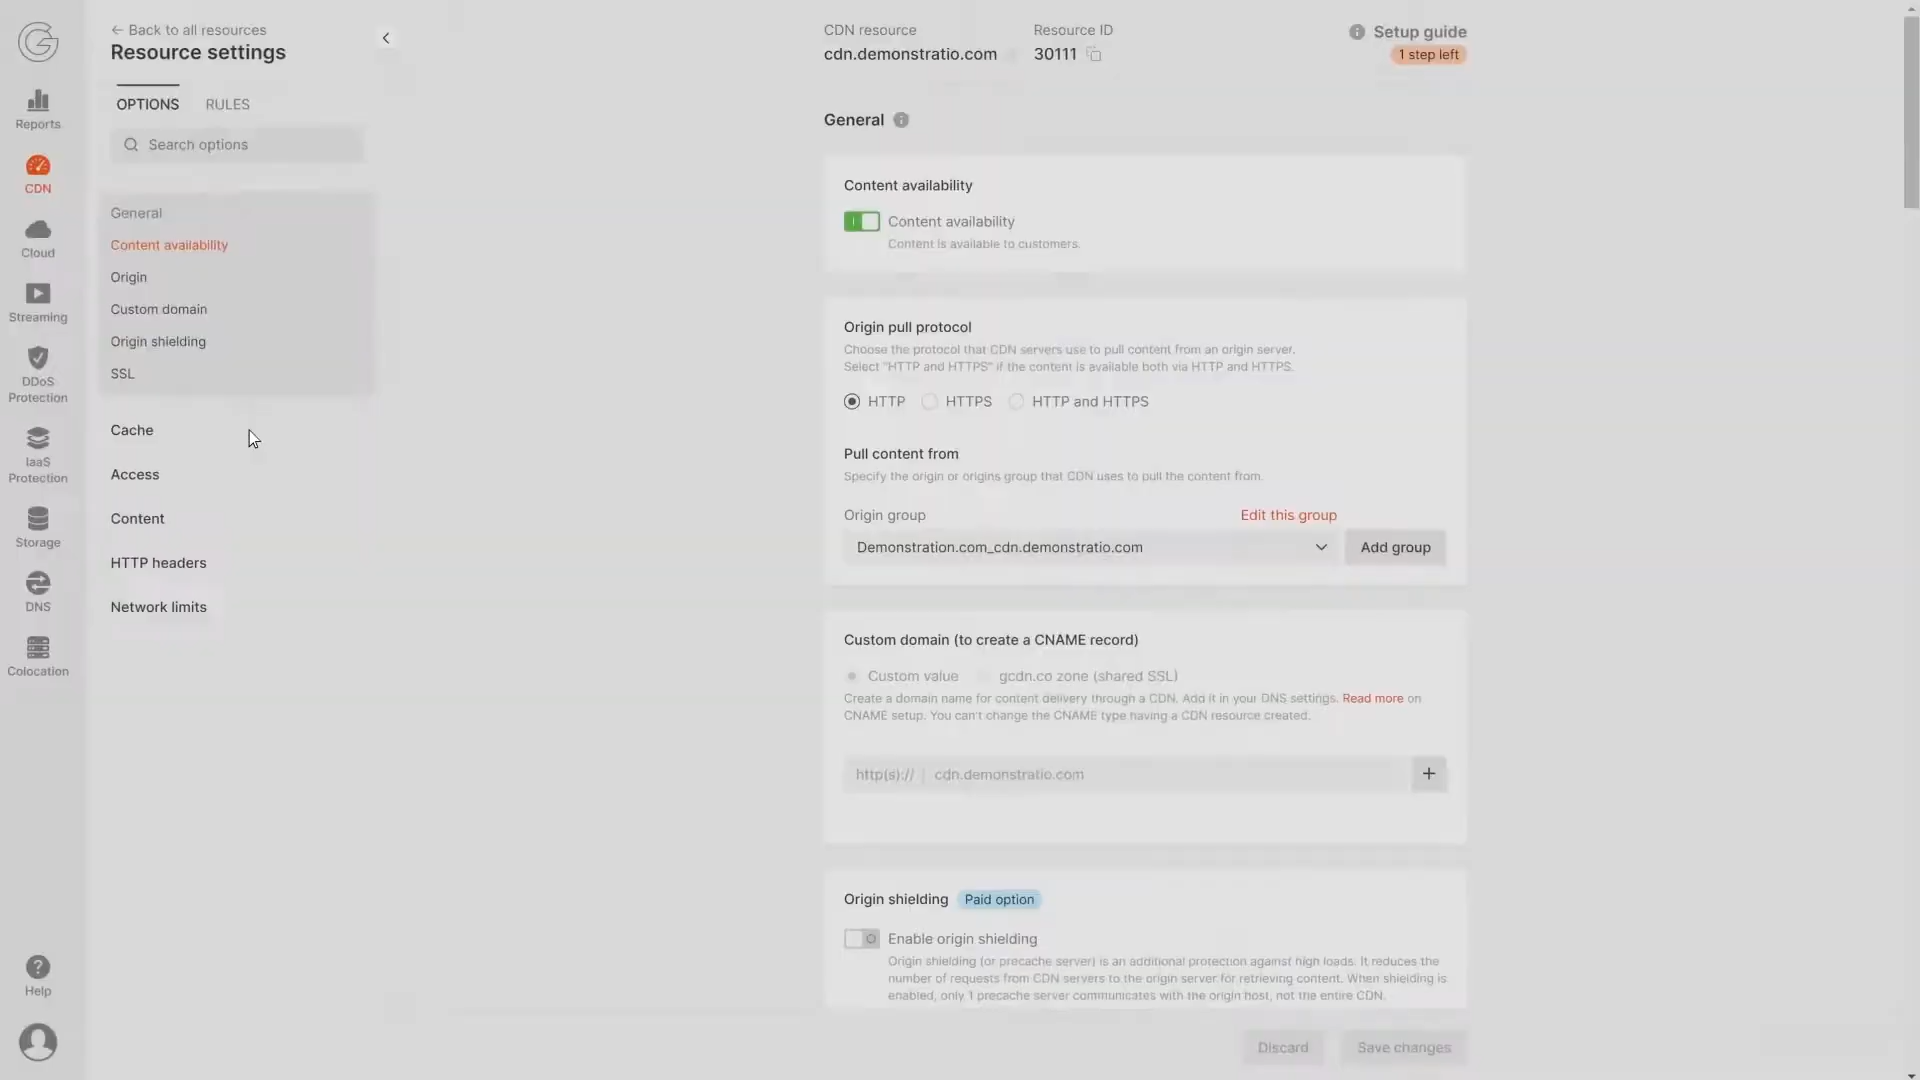 Reports
CDN
Cloud
Streaming
DDoS
Protection
IaaS
Protection
Storage
DNS
Colocation
Help
← Back to all resources
Resource settings
OPTIONS RULES
Search options
General
Content availability
Origin
Custom domain
Origin shielding
SSL
Cache
Access
Content
HTTP headers
Network limits
CDN resource
cdn.demonstratio.com
Resource ID
30111
Setup guide
1 step left
General
Content availability
Content availability
Content is available to customers.
Origin pull protocol
Choose the protocol that CDN servers use to pull content from an origin server.
Select "HTTP and HTTPS" if the content is available both via HTTP and HTTPS.
HTTP HTTPS HTTP and HTTPS
Pull content from
Specify the origin or origins group that CDN uses to pull the content from.
Origin group Edit this group
Demonstration.com_cdn.demonstratio.com Add group
Custom domain (to create a CNAME record)
Custom value gcdn.co zone (shared SSL)
Create a domain name for content delivery through a CDN. Add it in your DNS settings. Read more on
CNAME setup. You can't change the CNAME type having a CDN resource created.
http(s):// cdn.demonstratio.com +
Origin shielding Paid option
Enable origin shielding
Origin shielding (or precache server) is an additional protection against high loads. It reduces the
number of requests from CDN servers to the origin server for retrieving content. When shielding is
enabled, only 1 precache server communicates with the origin host, not the entire CDN.
Discard Save changes